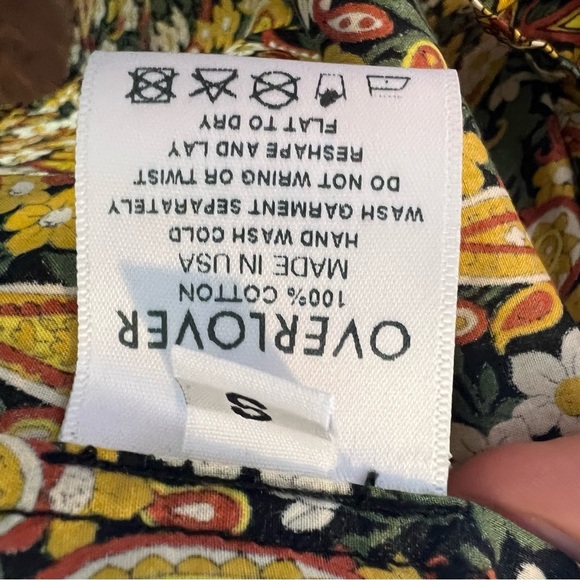 OVERLOVER
100% COTTON
MADE IN USA
HAND WASH COLD
WASH GARMENT SEPARATELY
DO NOT WRING OR TWIST
RESHAPE AND LAY
FLAT TO DRY
S